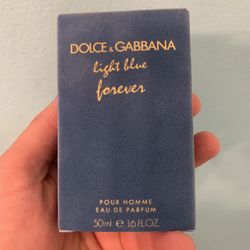 DOLCE & GABBANA
light blue
forever
POUR HOMME
EAU DE PARFUM
50ml ℮ 1.6 FL.OZ.